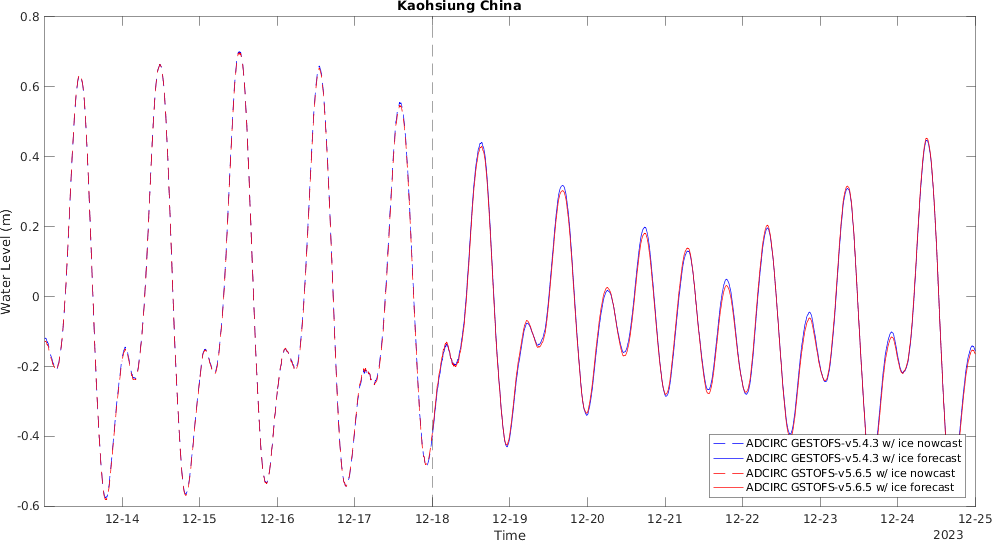 Kaohsiung China
0.8
0.6
0.4
0.2
0
-0.2
-0.4
-0.6
Water Level (m)
ADCIRC GESTOFS-v5.4.3 w/ ice nowcast
ADCIRC GESTOFS-v5.4.3 w/ ice forecast
ADCIRC GSTOFS-v5.6.5 w/ ice nowcast
ADCIRC GSTOFS-v5.6.5 w/ ice forecast
12-14 12-15 12-16 12-17 12-18 12-19 12-20 12-21 12-22 12-23 12-24 12-25
Time
2023